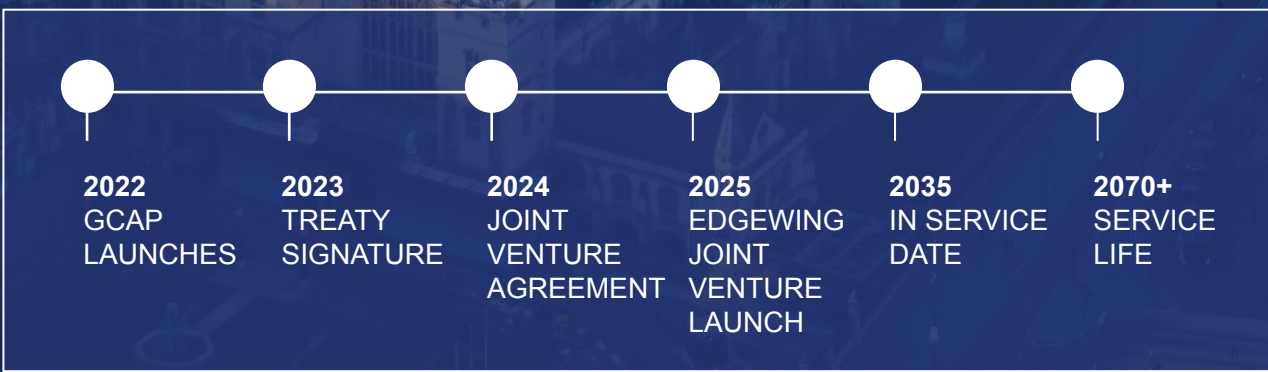 2022
GCAP
LAUNCHES
2023
TREATY
SIGNATURE
2024
JOINT
VENTURE
AGREEMENT
2025
EDGEWING
JOINT
VENTURE
LAUNCH
2035
IN SERVICE
DATE
2070+
SERVICE
LIFE